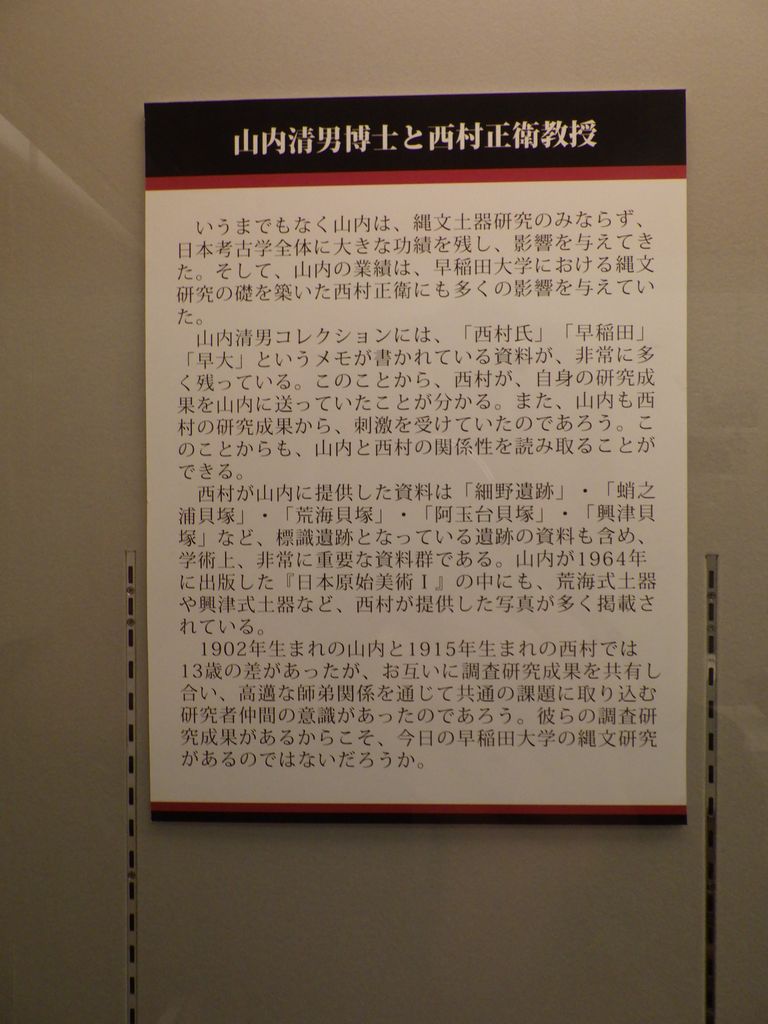 山内清男博士と西村正衛教授
いうまでもなく山内は、縄文土器研究のみならず、
日本考古学全体に大きな功績を残し、影響を与えてき
た。そして、山内の業績は、早稲田大学における縄文
研究の礎を築いた西村正衛にも多くの影響を与えてい
た。
山内清男コレクションには、「西村氏」「早稲田」
「早大」というメモが書かれている資料が、非常に多
く残っている。このことから、西村が、自身の研究成
果を山内に送っていたことが分かる。また、山内も西
村の研究成果から、刺激を受けていたのであろう。こ
のことからも、山内と西村の関係性を読み取ることが
できる。
西村が山内に提供した資料は「細野遺跡」・「蛸之
浦貝塚」・「荒海貝塚」・「阿玉台貝塚」・「興津貝
塚」など、標識遺跡となっている遺跡の資料も含め、
学術上、非常に重要な資料群である。山内が1964年
に出版した『日本原始美術Ⅰ』の中にも、荒海式土器
や興津式土器など、西村が提供した写真が多く掲載さ
れている。
1902年生まれの山内と1915年生まれの西村では
13歳の差があったが、お互いに調査研究成果を共有し
合い、高邁な師弟関係を通じて共通の課題に取り込む
研究者仲間の意識があったのであろう。彼らの調査研
究成果があるからこそ、今日の早稲田大学の縄文研究
があるのではないだろうか。